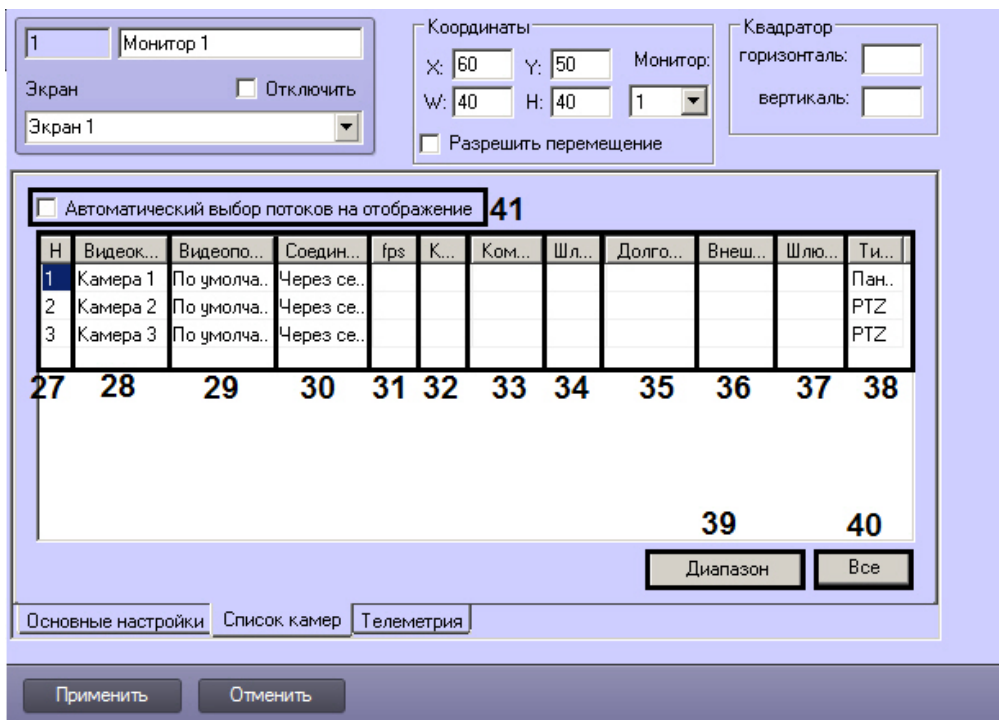 1 Монитор 1
Экран Отключить
Экран 1
Координаты
X: 60 Y: 50 Монитор:
W: 40 H: 40 1
Разрешить перемещение
Квадратор
горизонталь:
вертикаль:
Автоматический выбор потоков на отображение 41
Н Видеок... Видеопо... Соедин... fps К... Ком... Шл... Долго... Внеш... Шлю... Ти...
1 Камера 1 По умолча.. Через се.. Пан..
2 Камера 2 По умолча.. Через се.. PTZ
3 Камера 3 По умолча.. Через се.. PTZ
27 28 29 30 31 32 33 34 35 36 37 38
39 40
Диапазон Все
Основные настройки Список камер Телеметрия
Применить Отменить